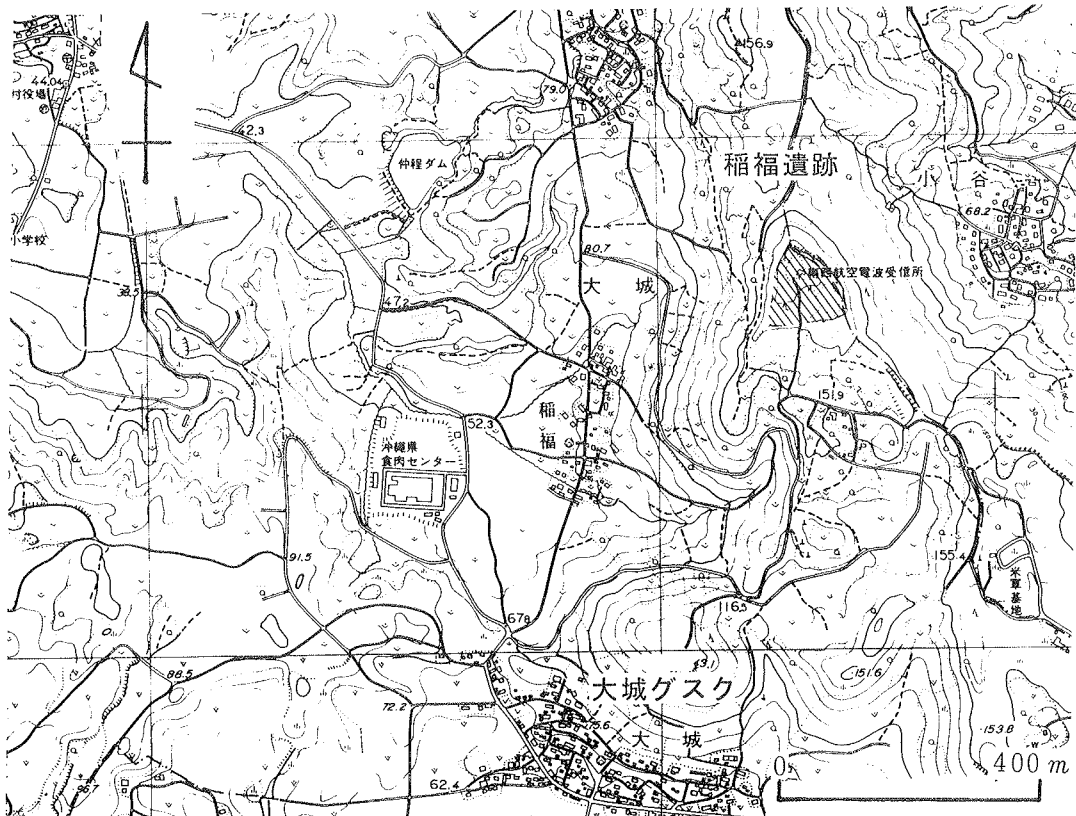 156.9
44.04
村役場
79.0
42.3
仲程ダム
稲福遺跡
小谷
68.2
小学校
80.7
大城
47.2
151.9
稲福
52.3
沖縄県
食肉センター
155.4
米軍基地
91.5
116.5
67.8
88.5
大城グスク
151.6
72.2
75.6
大城
153.8
62.4
0
400 m